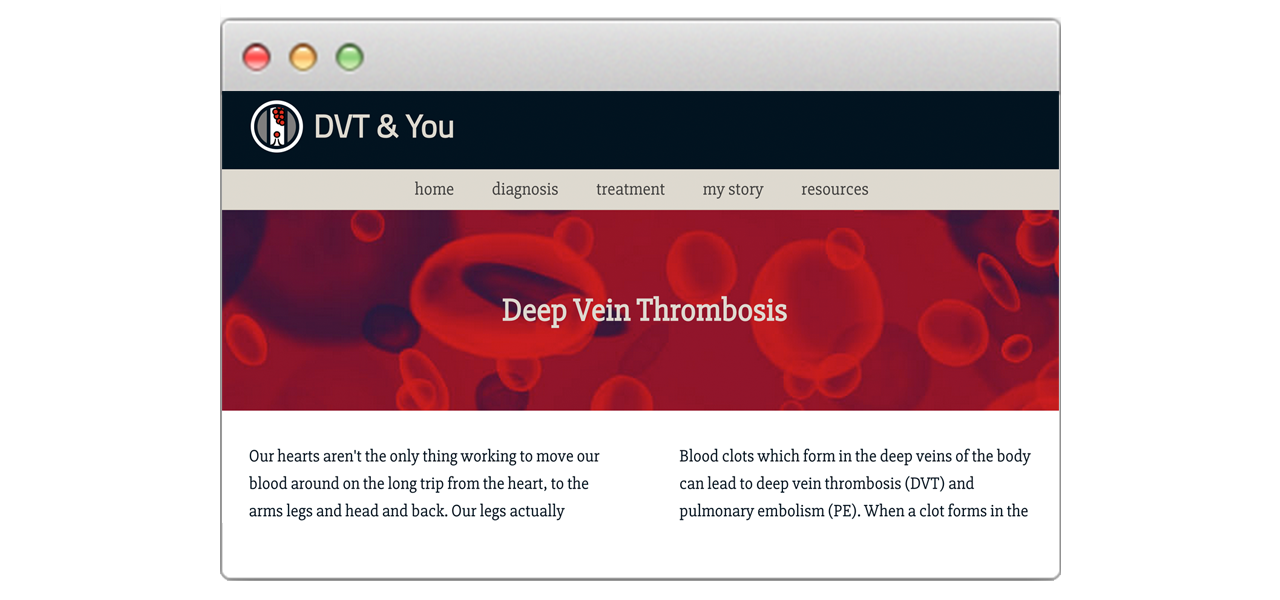 DVT & You
home diagnosis treatment my story resources
Deep Vein Thrombosis
Our hearts aren't the only thing working to move our
blood around on the long trip from the heart, to the
arms legs and head and back. Our legs actually
Blood clots which form in the deep veins of the body
can lead to deep vein thrombosis (DVT) and
pulmonary embolism (PE). When a clot forms in the